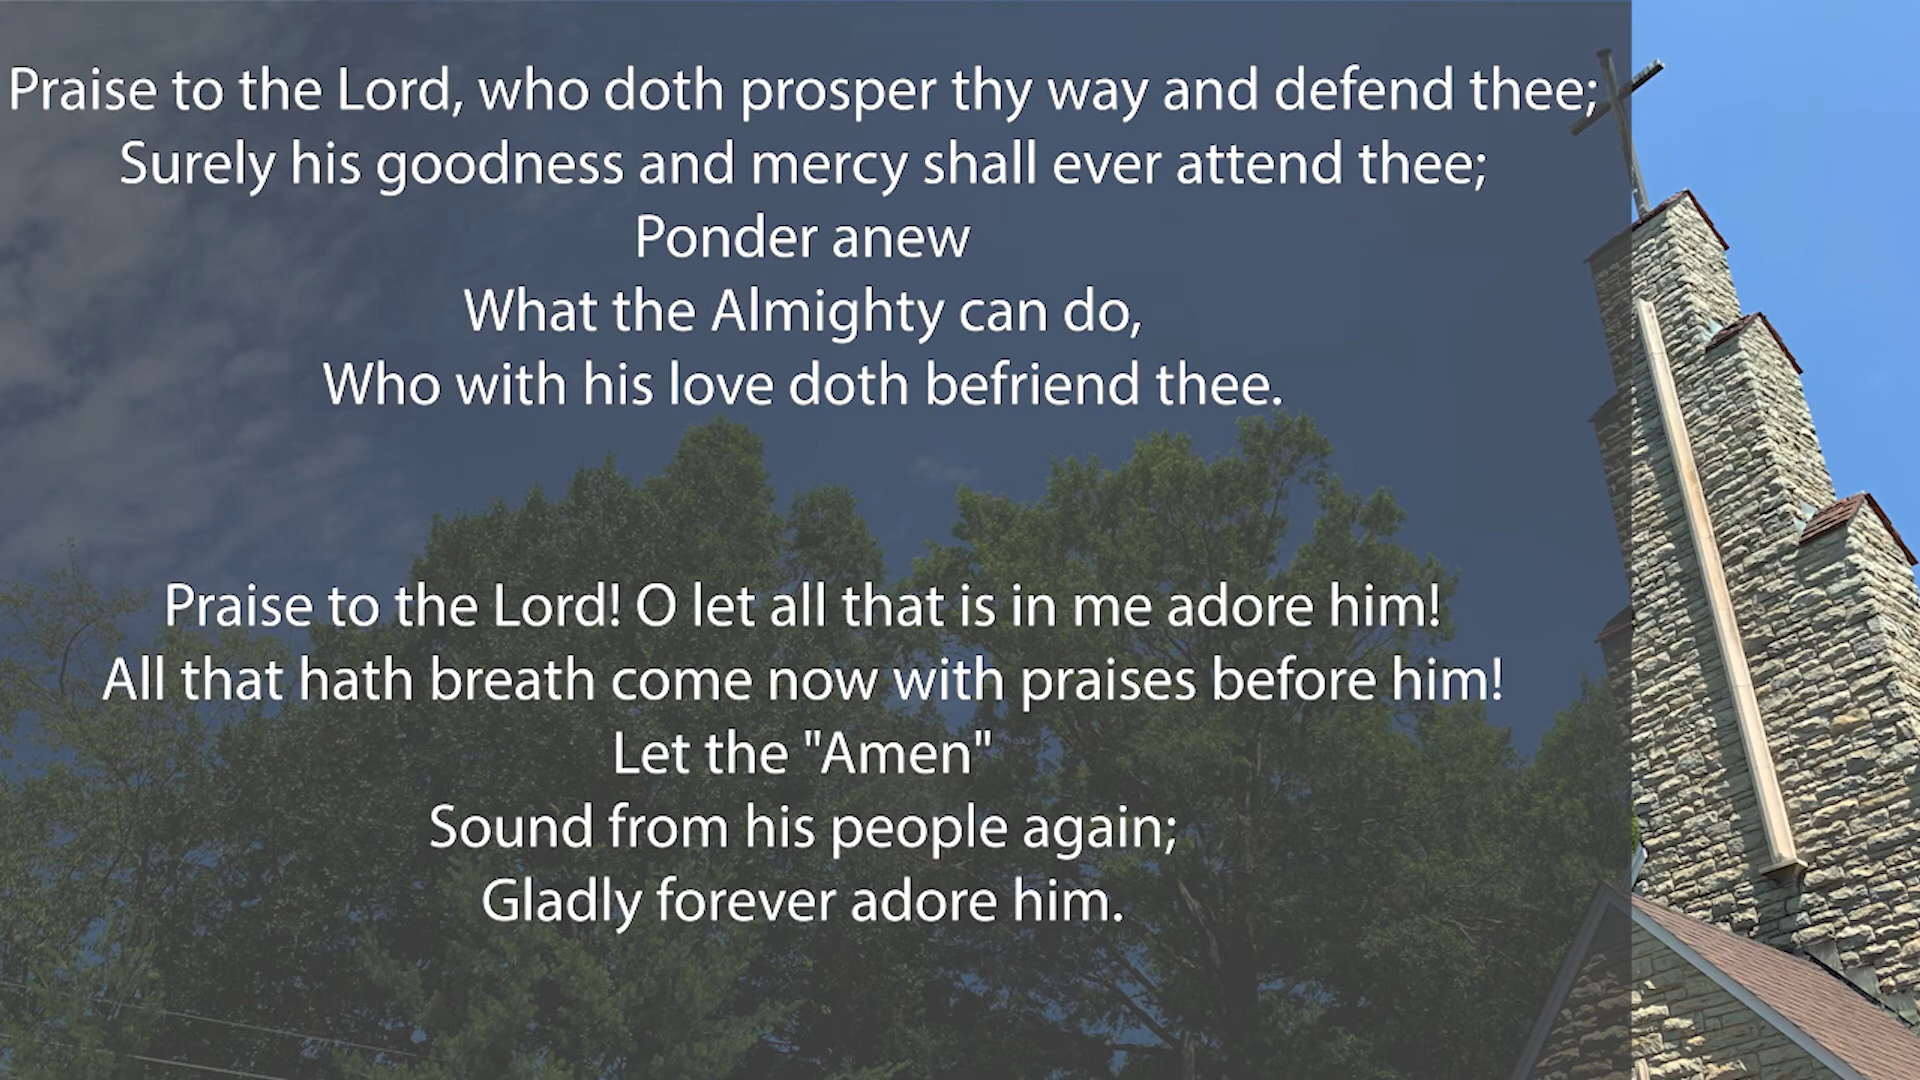 Praise to the Lord, who doth prosper thy way and defend thee;
Surely his goodness and mercy shall ever attend thee;
Ponder anew
What the Almighty can do,
Who with his love doth befriend thee.
Praise to the Lord! O let all that is in me adore him!
All that hath breath come now with praises before him!
Let the "Amen"
Sound from his people again;
Gladly forever adore him.